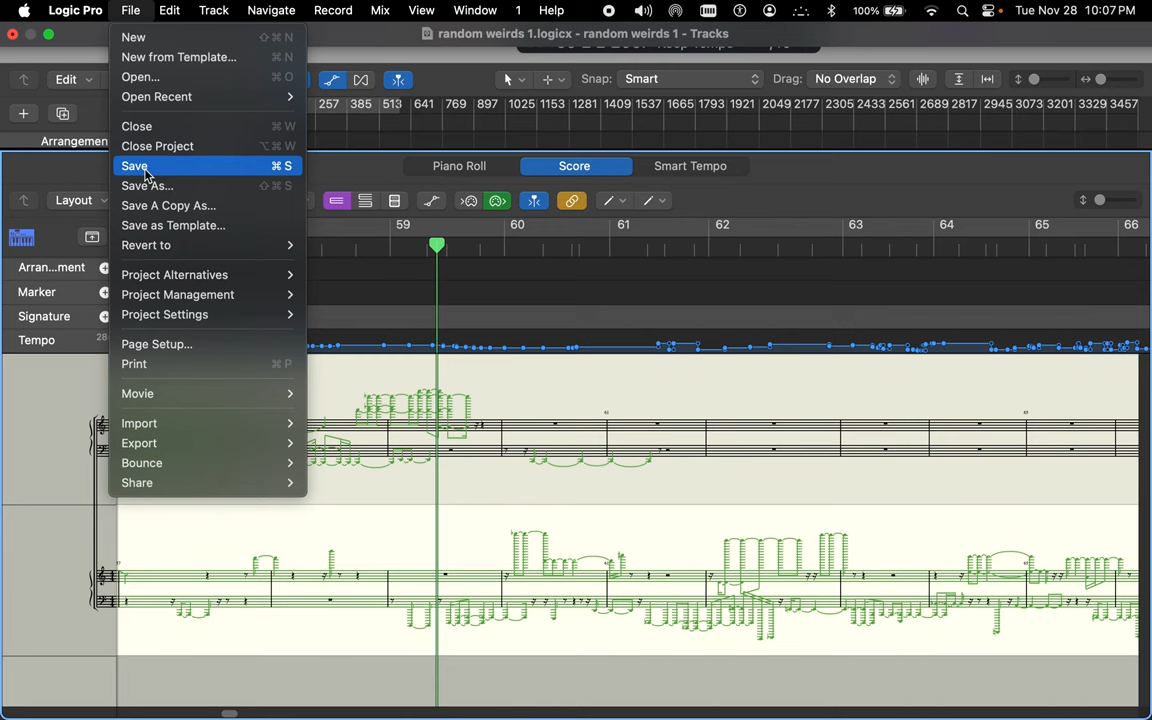 Logic Pro File Edit Track Navigate Record Mix View Window 1 Help 100% Tue Nov 28 10:07 PM
random weirds 1.logicx - random weirds 1 - Tracks
New ⇧⌘N
New from Template... ⌘N
Open... ⌘O
Open Recent
Close ⌘W
Close Project ⌥⌘W
Save ⌘S
Save As... ⇧⌘S
Save A Copy As...
Save as Template...
Revert to
Project Alternatives
Project Management
Project Settings
Page Setup...
Print ⌘P
Movie
Import
Export
Bounce
Share
Edit Snap: Smart Drag: No Overlap
257 385 513 641 769 897 1025 1153 1281 1409 1537 1665 1793 1921 2049 2177 2305 2433 2561 2689 2817 2945 3073 3201 3329 3457
Arrangemen
Piano Roll Score Smart Tempo
Layout
59 60 61 62 63 64 65 66
Arran...ment
Marker
Signature
Tempo 28